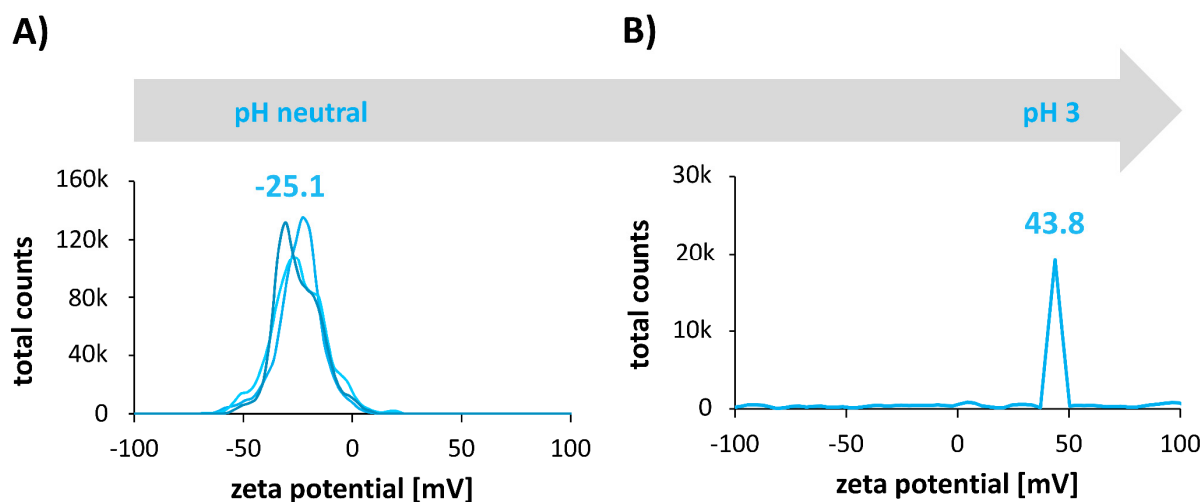 A)
B)
pH neutral
pH 3
-25.1
160k
120k
80k
40k
0
-100
-50
0
50
100
total counts
zeta potential [mV]
43.8
30k
20k
10k
0
-100
-50
0
50
100
total counts
zeta potential [mV]